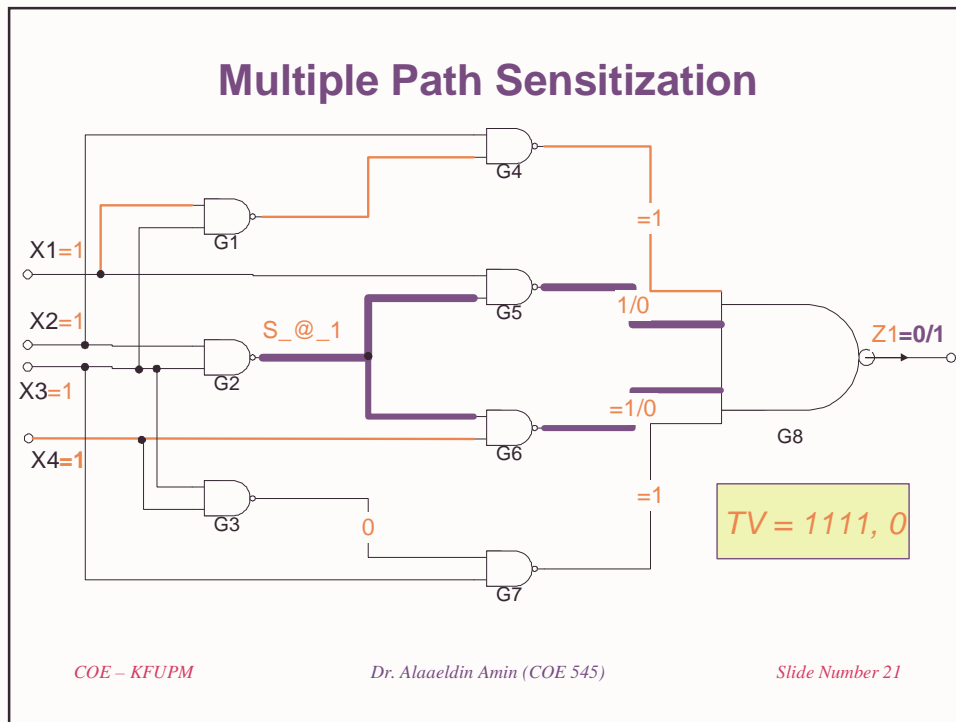 Multiple Path Sensitization
G4
=1
G1
X1=1
G5
1/0
X2=1
S_@_1
Z1=0/1
G2
X3=1
=1/0
G8
X4=1
G6
=1
G3
0
TV = 1111, 0
G7
COE – KFUPM
Dr. Alaaeldin Amin (COE 545)
Slide Number 21